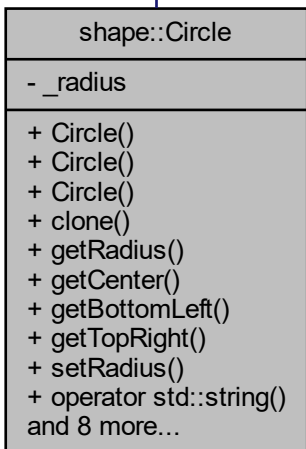 shape::Circle
- _radius
+ Circle()
+ Circle()
+ Circle()
+ clone()
+ getRadius()
+ getCenter()
+ getBottomLeft()
+ getTopRight()
+ setRadius()
+ operator std::string()
and 8 more...